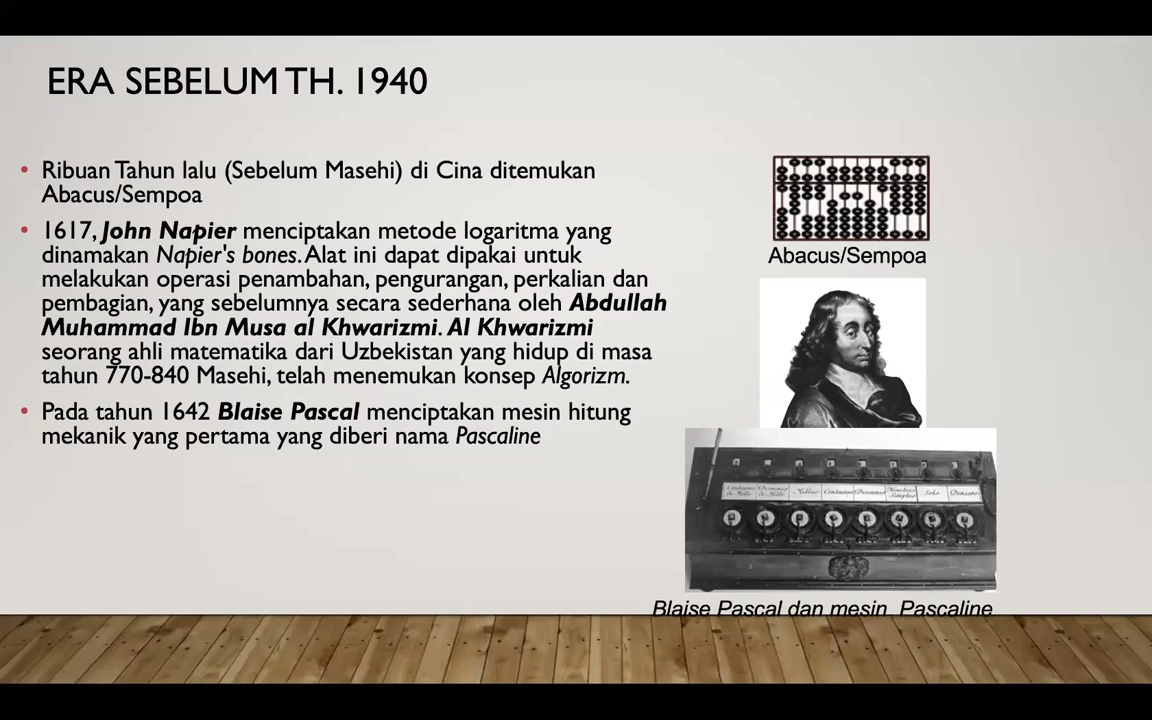 ERA SEBELUM TH. 1940
• Ribuan Tahun lalu (Sebelum Masehi) di Cina ditemukan
Abacus/Sempoa
• 1617, John Napier menciptakan metode logaritma yang
dinamakan Napier's bones. Alat ini dapat dipakai untuk
melakukan operasi penambahan, pengurangan, perkalian dan
pembagian, yang sebelumnya secara sederhana oleh Abdullah
Muhammad Ibn Musa al Khwarizmi. Al Khwarizmi
seorang ahli matematika dari Uzbekistan yang hidup di masa
tahun 770-840 Masehi, telah menemukan konsep Algorizm.
• Pada tahun 1642 Blaise Pascal menciptakan mesin hitung
mekanik yang pertama yang diberi nama Pascaline
Abacus/Sempoa
Blaise Pascal dan mesin Pascaline